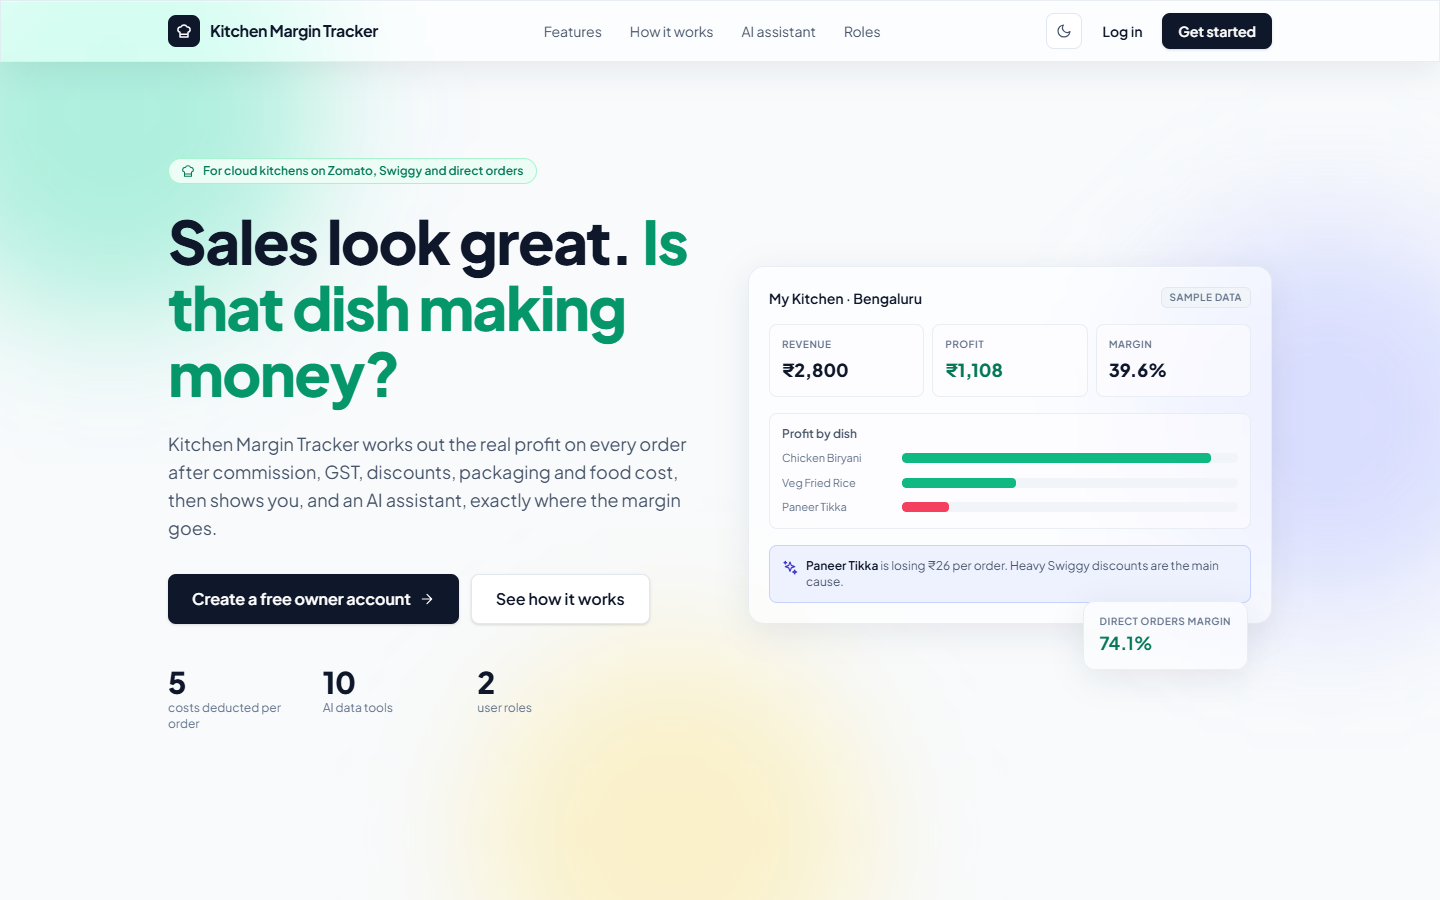 Kitchen Margin Tracker
Features
How it works
AI assistant
Roles
Log in
Get started
For cloud kitchens on Zomato, Swiggy and direct orders
Sales look great. Is
that dish making
money?
Kitchen Margin Tracker works out the real profit on every order
after commission, GST, discounts, packaging and food cost,
then shows you, and an AI assistant, exactly where the margin
goes.
Create a free owner account
See how it works
5
costs deducted per
order
10
AI data tools
2
user roles
My Kitchen · Bengaluru
SAMPLE DATA
REVENUE
₹2,800
PROFIT
₹1,108
MARGIN
39.6%
Profit by dish
Chicken Biryani
Veg Fried Rice
Paneer Tikka
Paneer Tikka is losing ₹26 per order. Heavy Swiggy discounts are the main
cause.
DIRECT ORDERS MARGIN
74.1%